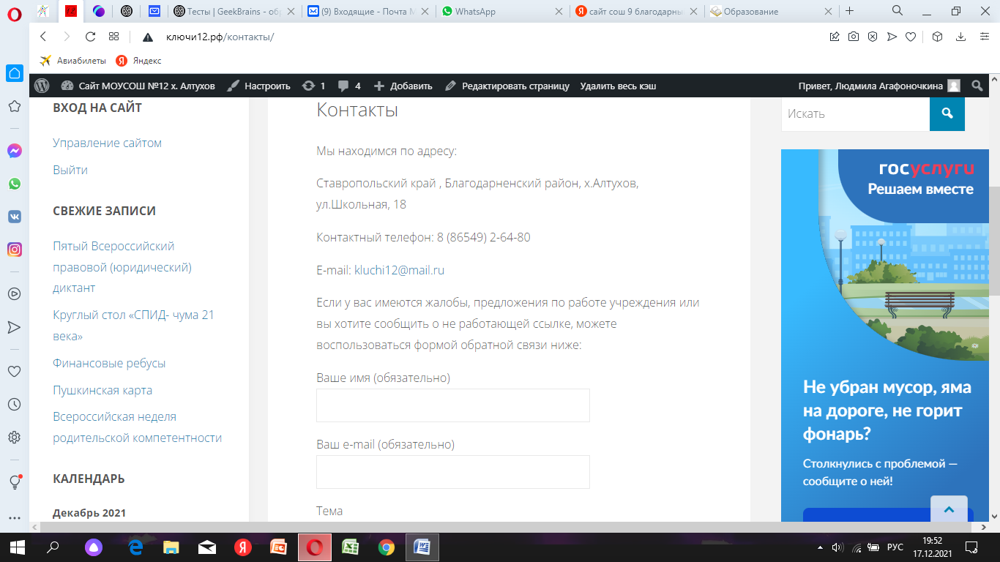 Тесты | GeekBrains - об
(9) Входящие - Почта M
WhatsApp
сайт сош 9 благодарны
Образование
ключи12.рф/контакты/
Авиабилеты
Яндекс
Сайт МОУСОШ №12 х. Алтухов
Настроить
1
4
Добавить
Редактировать страницу
Удалить весь кэш
Привет, Людмила Агафоночкина
ВХОД НА САЙТ
Управление сайтом
Выйти
СВЕЖИЕ ЗАПИСИ
Пятый Всероссийский
правовой (юридический)
диктант
Круглый стол «СПИД- чума 21
века»
Финансовые ребусы
Пушкинская карта
Всероссийская неделя
родительской компетентности
КАЛЕНДАРЬ
Декабрь 2021
Контакты
Мы находимся по адресу:
Ставропольский край , Благодарненский район, х.Алтухов,
ул.Школьная, 18
Контактный телефон: 8 (86549) 2-64-80
E-mail: kluchi12@mail.ru
Если у вас имеются жалобы, предложения по работе учреждения или
вы хотите сообщить о не работающей ссылке, можете
воспользоваться формой обратной связи ниже:
Ваше имя (обязательно)
Ваш e-mail (обязательно)
Тема
Искать
госуслуги
Решаем вместе
Не убран мусор, яма
на дороге, не горит
фонарь?
Столкнулись с проблемой —
сообщите о ней!
РУС
19:52
17.12.2021